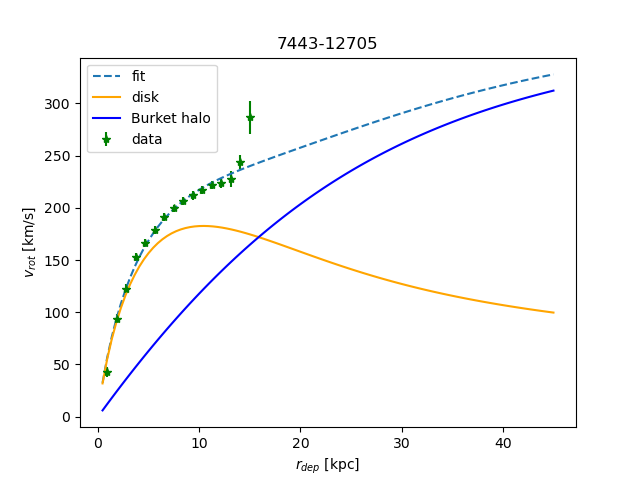 7443-12705
fit
disk
Burket halo
data
300
250
200
150
100
50
0
v_rot [km/s]
0 10 20 30 40
r_dep [kpc]